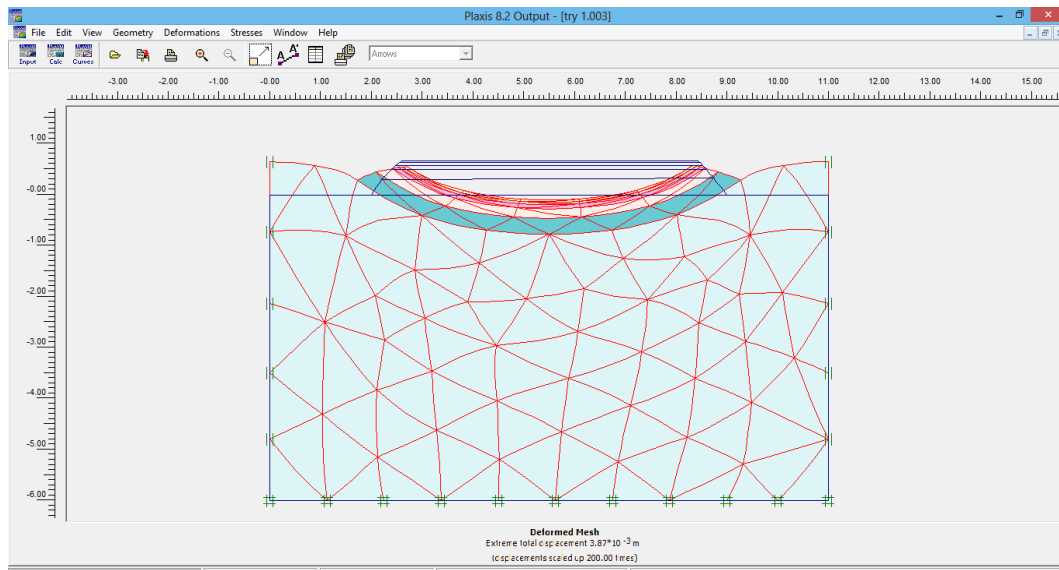 Plaxis 8.2 Output - [try 1.003]
File Edit View Geometry Deformations Stresses Window Help
Input Calc Curves A A' Arrows
-3.00 -2.00 -1.00 -0.00 1.00 2.00 3.00 4.00 5.00 6.00 7.00 8.00 9.00 10.00 11.00 12.00 13.00 14.00 15.00
1.00
-0.00
-1.00
-2.00
-3.00
-4.00
-5.00
-6.00
Deformed Mesh
Extreme total displacement 3.87*10 -3 m
(displacements scaled up 200.00 times)